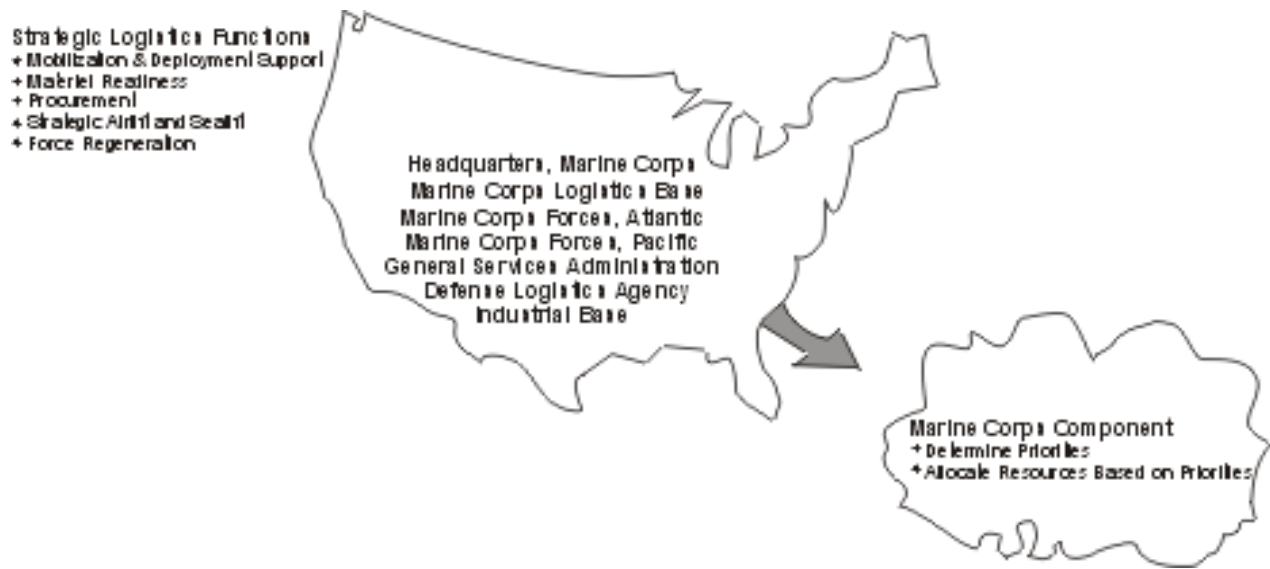 Strategic Logistics Functions
+ Mobilization & Deployment Support
+ Materiel Readiness
+ Procurement
+ Strategic Airlift and Sealift
+ Force Regeneration
Headquarters, Marine Corps
Marine Corps Logistics Base
Marine Corps Forces, Atlantic
Marine Corps Forces, Pacific
General Services Administration
Defense Logistics Agency
Industrial Base
Marine Corps Component
+ Determine Priorities
+ Allocate Resources Based on Priorities